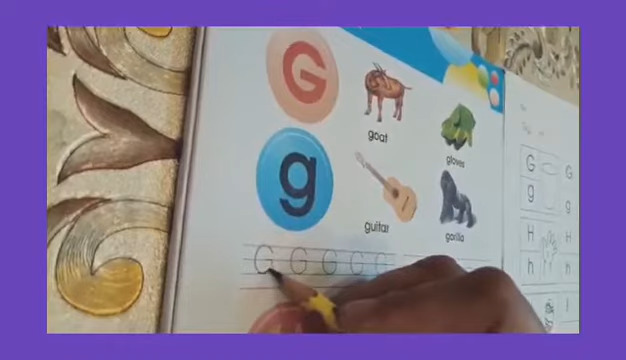 G
goat
gloves
g
guitar
gorilla
G G G G G
G G
g g
H H
h h